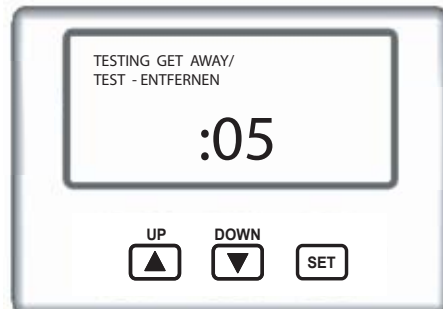 TESTING GET AWAY/
TEST - ENTFERNEN
:05
UP DOWN
SET